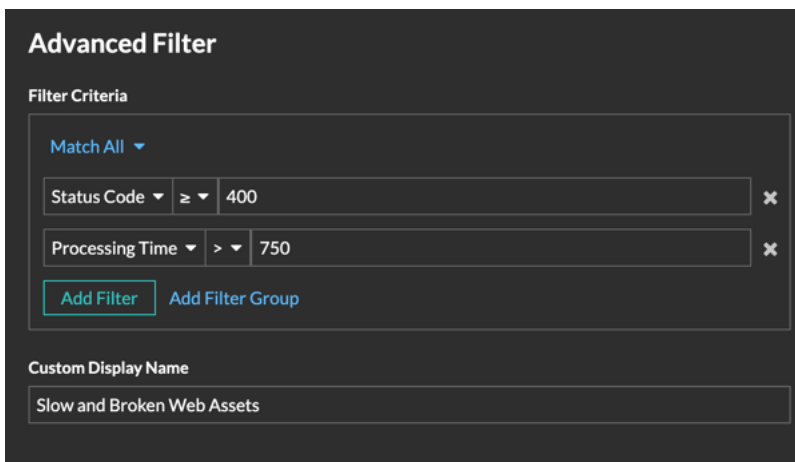 Advanced Filter
Filter Criteria
Match All
Status Code ≥ 400
Processing Time > 750
Add Filter Add Filter Group
Custom Display Name
Slow and Broken Web Assets